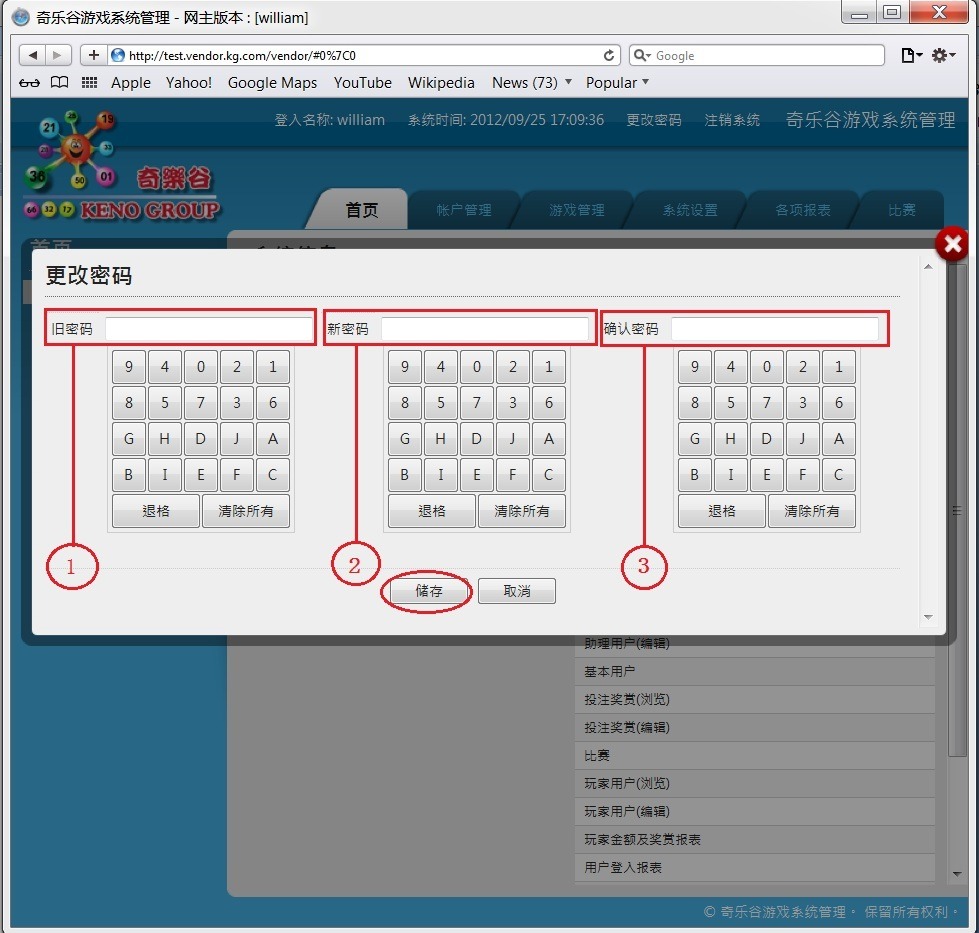 奇乐谷游戏系统管理 - 网主版本 : [william]
http://test.vendor.kg.com/vendor/#0%7C0
Google
Apple Yahoo! Google Maps YouTube Wikipedia News (73) Popular
登入名称: william 系统时间: 2012/09/25 17:09:36 更改密码 注销系统 奇乐谷游戏系统管理
21 19
36 50 01
奇樂谷
32 17 KENO GROUP
首页 帐户管理 游戏管理 系统设置 各项报表 比赛
首页
更改密码
旧密码 新密码 确认密码
9 4 0 2 1 9 4 0 2 1 9 4 0 2 1
8 5 7 3 6 8 5 7 3 6 8 5 7 3 6
G H D J A G H D J A G H D J A
B I E F C B I E F C B I E F C
退格 清除所有 退格 清除所有 退格 清除所有
1 2 3
储存 取消
助理用户(编辑)
基本用户
投注奖赏(浏览)
投注奖赏(编辑)
比赛
玩家用户(浏览)
玩家用户(编辑)
玩家金额及奖赏报表
用户登入报表
© 奇乐谷游戏系统管理。 保留所有权利。